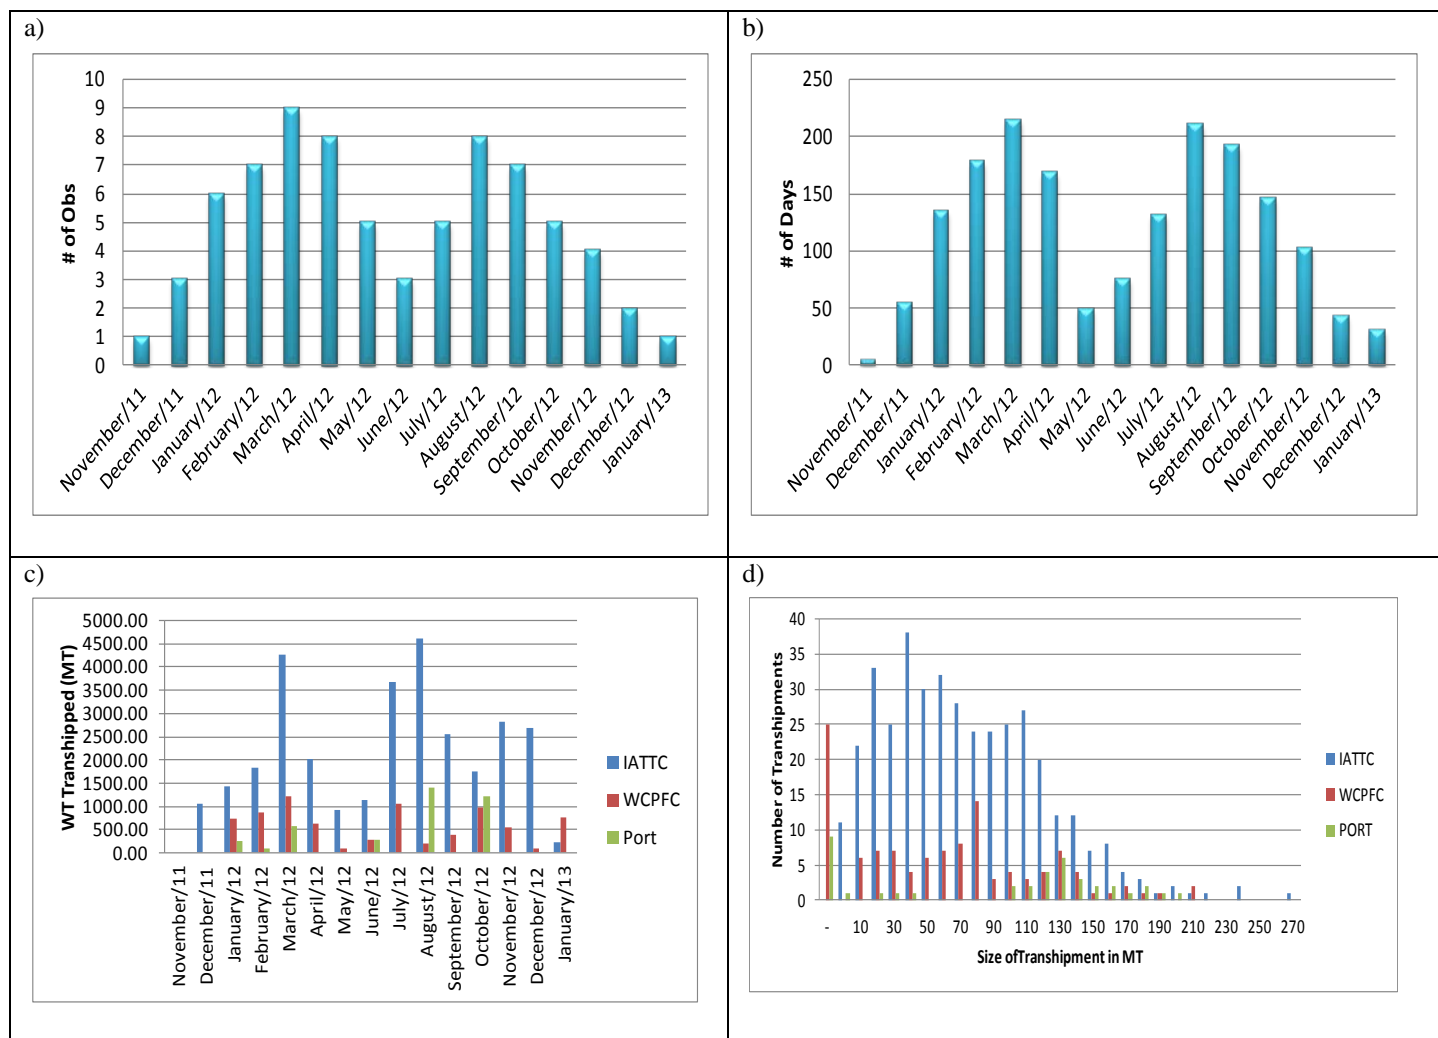 a)
# of Obs
10
9
8
7
6
5
4
3
2
1
0
November/11
December/11
January/12
February/12
March/12
April/12
May/12
June/12
July/12
August/12
September/12
October/12
November/12
December/12
January/13
b)
# of Days
250
200
150
100
50
0
November/11
December/11
January/12
February/12
March/12
April/12
May/12
June/12
July/12
August/12
September/12
October/12
November/12
December/12
January/13
c)
WT Transhipped (MT)
5000.00
4500.00
4000.00
3500.00
3000.00
2500.00
2000.00
1500.00
1000.00
500.00
0.00
November/11
December/11
January/12
February/12
March/12
April/12
May/12
June/12
July/12
August/12
September/12
October/12
November/12
December/12
January/13
IATTC
WCPFC
Port
d)
Number of Transhipments
40
35
30
25
20
15
10
5
0
- 10 30 50 70 90 110 130 150 170 190 210 230 250 270
Size ofTranshipment in MT
IATTC
WCPFC
PORT